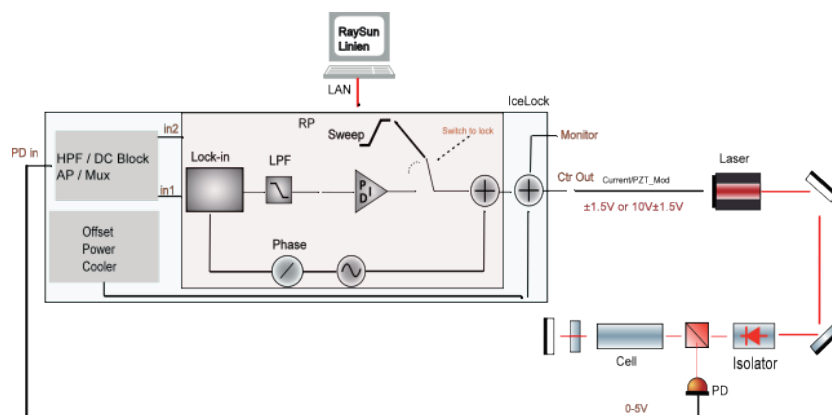 RaySun
Linien
LAN
IceLock
RP
Sweep
Switch to lock
Monitor
in2
PD in
HPF / DC Block
AP / Mux
in1
Lock-in
LPF
P
I
D
Ctr Out
Current/PZT_Mod
±1.5V or 10V±1.5V
Laser
Offset
Power
Cooler
Phase
Cell
Isolator
PD
0-5V